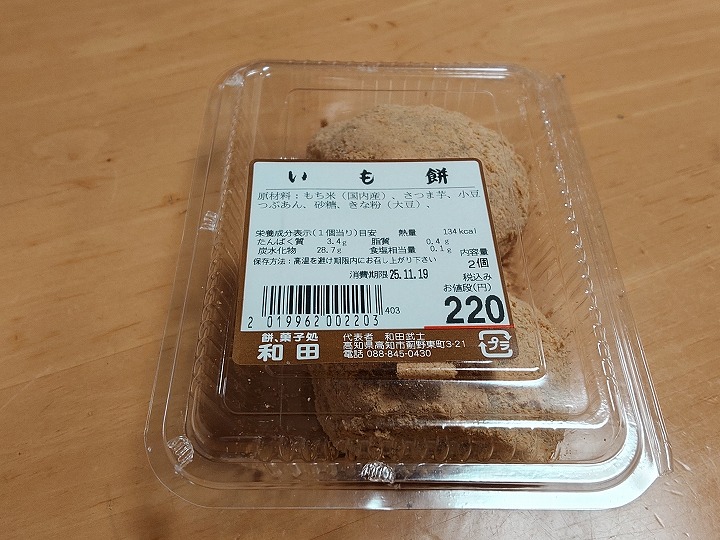 いも餅
原材料：もち米（国内産）、さつま芋、小豆
つぶあん、砂糖、きな粉（大豆）、
栄養成分表示(１個当り)目安 熱量 134kcal
たんぱく質 3.4g 脂質 0.4g
炭水化物 28.7g 食塩相当量 0.1g
内容量
保存方法：高温を避け期限内にお召し上がり下さい
2個
消費期限 25.11.19
税込み
お値段(円)
220
403
2 019962 002203
餅、菓子処
和田
代表者 和田武士
高知県高知市薊野東町3-21
電話 088-845-0430
プラ